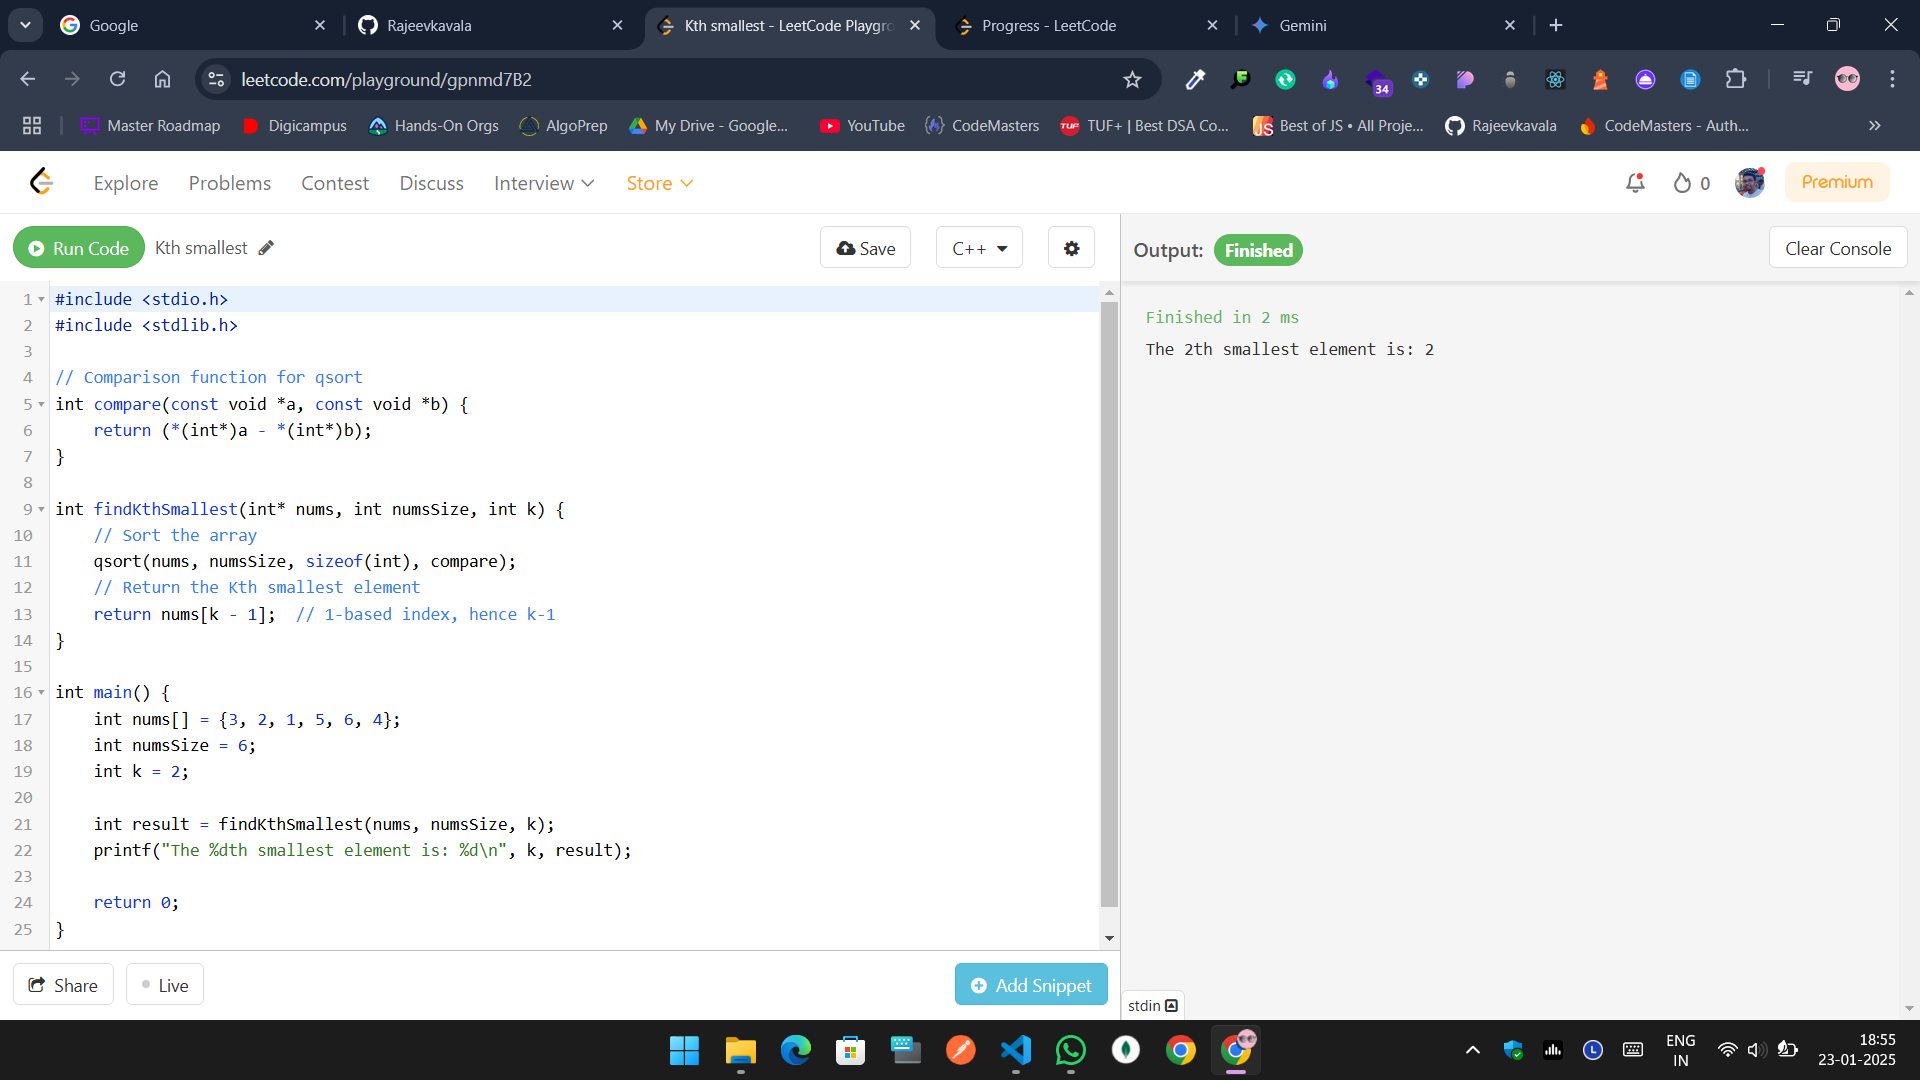 Google
Rajeevkavala
Kth smallest - LeetCode Playgro
Progress - LeetCode
Gemini
leetcode.com/playground/gpnmd7B2
34
Master Roadmap
Digicampus
Hands-On Orgs
AlgoPrep
My Drive - Google...
YouTube
CodeMasters
TUF+ | Best DSA Co...
Best of JS • All Proje...
Rajeevkavala
CodeMasters - Auth...
Explore
Problems
Contest
Discuss
Interview
Store
0
Premium
Run Code
Kth smallest
Save
C++
Output:
Finished
Clear Console
1 #include <stdio.h>
2 #include <stdlib.h>
3
4 // Comparison function for qsort
5 int compare(const void *a, const void *b) {
6     return (*(int*)a - *(int*)b);
7 }
8
9 int findKthSmallest(int* nums, int numsSize, int k) {
10     // Sort the array
11     qsort(nums, numsSize, sizeof(int), compare);
12     // Return the Kth smallest element
13     return nums[k - 1];  // 1-based index, hence k-1
14 }
15
16 int main() {
17     int nums[] = {3, 2, 1, 5, 6, 4};
18     int numsSize = 6;
19     int k = 2;
20
21     int result = findKthSmallest(nums, numsSize, k);
22     printf("The %dth smallest element is: %d\n", k, result);
23
24     return 0;
25 }
Finished in 2 ms
The 2th smallest element is: 2
Share
Live
Add Snippet
stdin
ENG
IN
18:55
23-01-2025